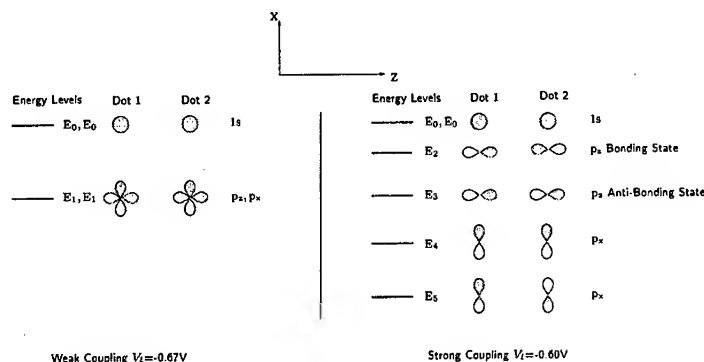 X
Z
Energy Levels Dot 1 Dot 2
E₀, E₀ 1s
E₁, E₁ pz, px
Weak Coupling Vt=-0.67V
Energy Levels Dot 1 Dot 2
E₀, E₀ 1s
E₂ pz Bonding State
E₃ pz Anti-Bonding State
E₄ px
E₅ px
Strong Coupling Vt=-0.60V